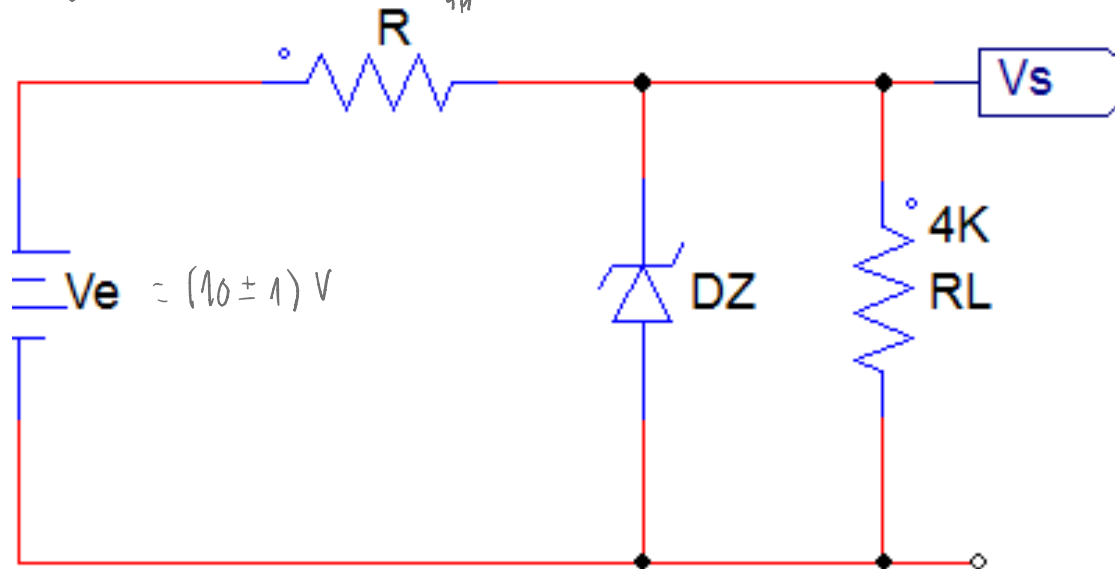 R
Vs
4K
Ve = (10 ± 1) V
DZ
RL